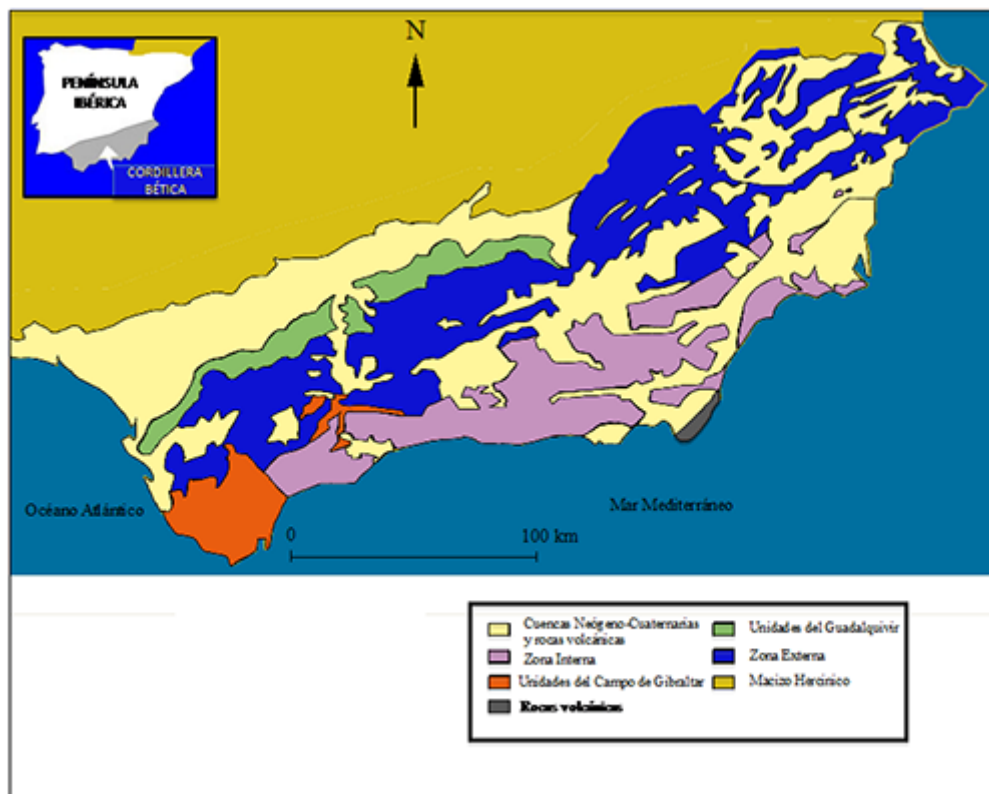 N
PENÍNSULA
IBÉRICA
CORDILLERA
BÉTICA
Océano Atlántico
Mar Mediterráneo
0
100 km
Cuencas Neógeno-Cuaternarias
y rocas volcánicas
Zona Interna
Unidades del Campo de Gibraltar
Rocas volcánicas
Unidades del Guadalquivir
Zona Externa
Macizo Hercínico